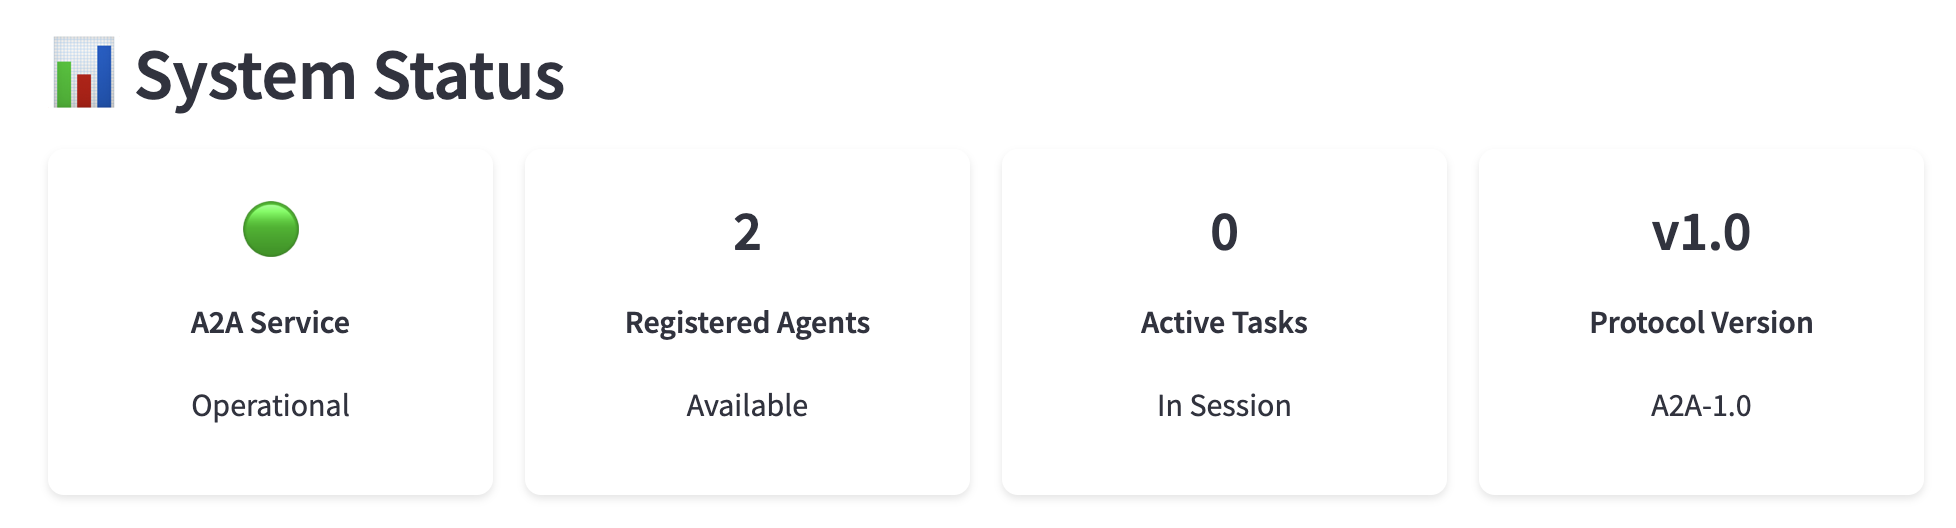 System Status
A2A Service
Operational
2
Registered Agents
Available
0
Active Tasks
In Session
v1.0
Protocol Version
A2A-1.0